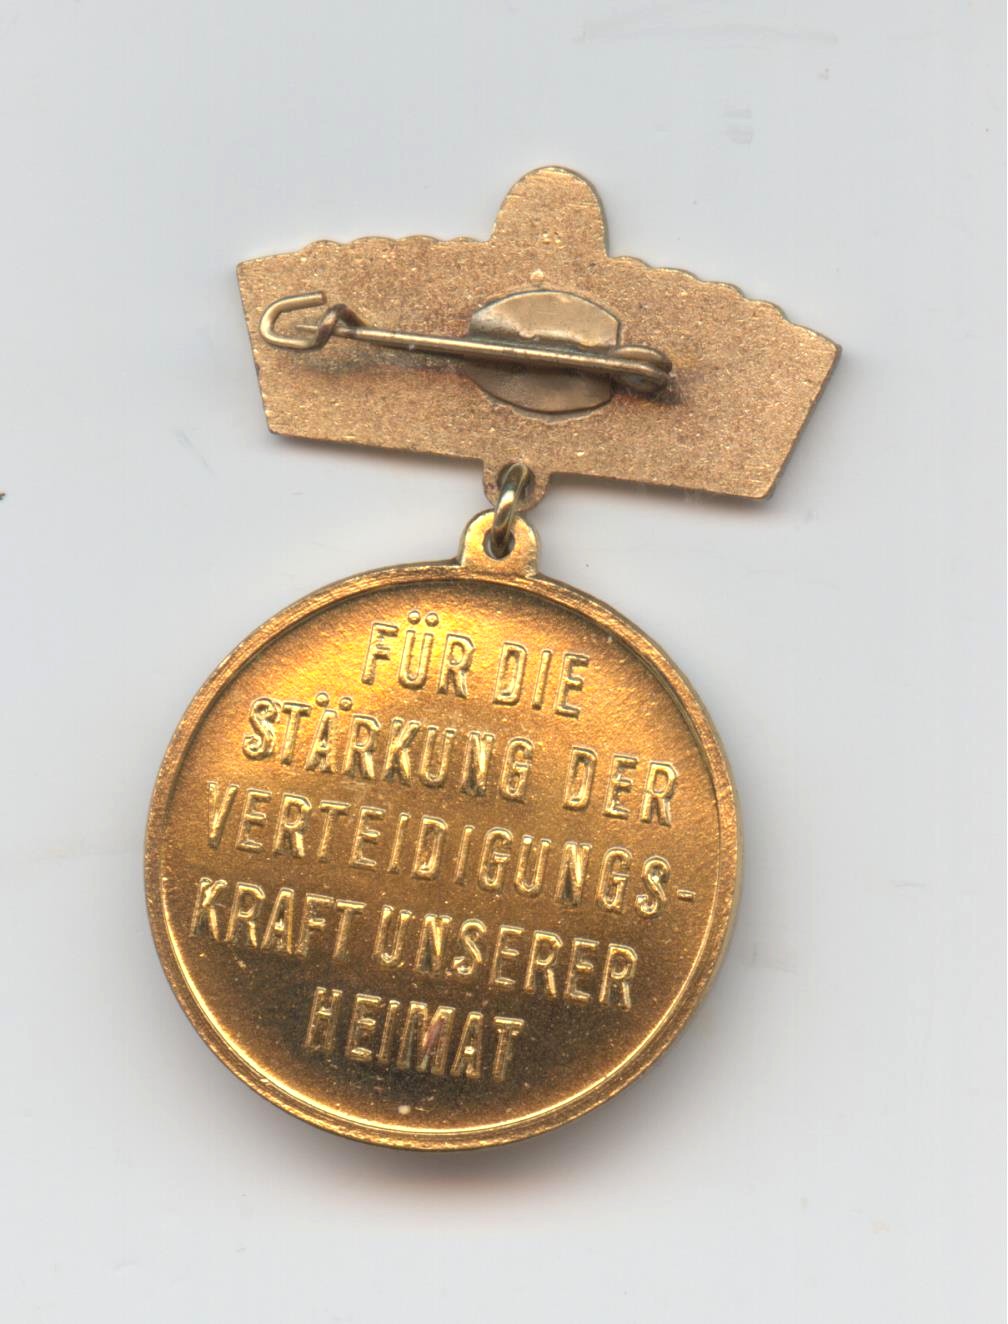 FÜR DIE
STÄRKUNG DER
VERTEIDIGUNGS-
KRAFT UNSERER
HEIMAT